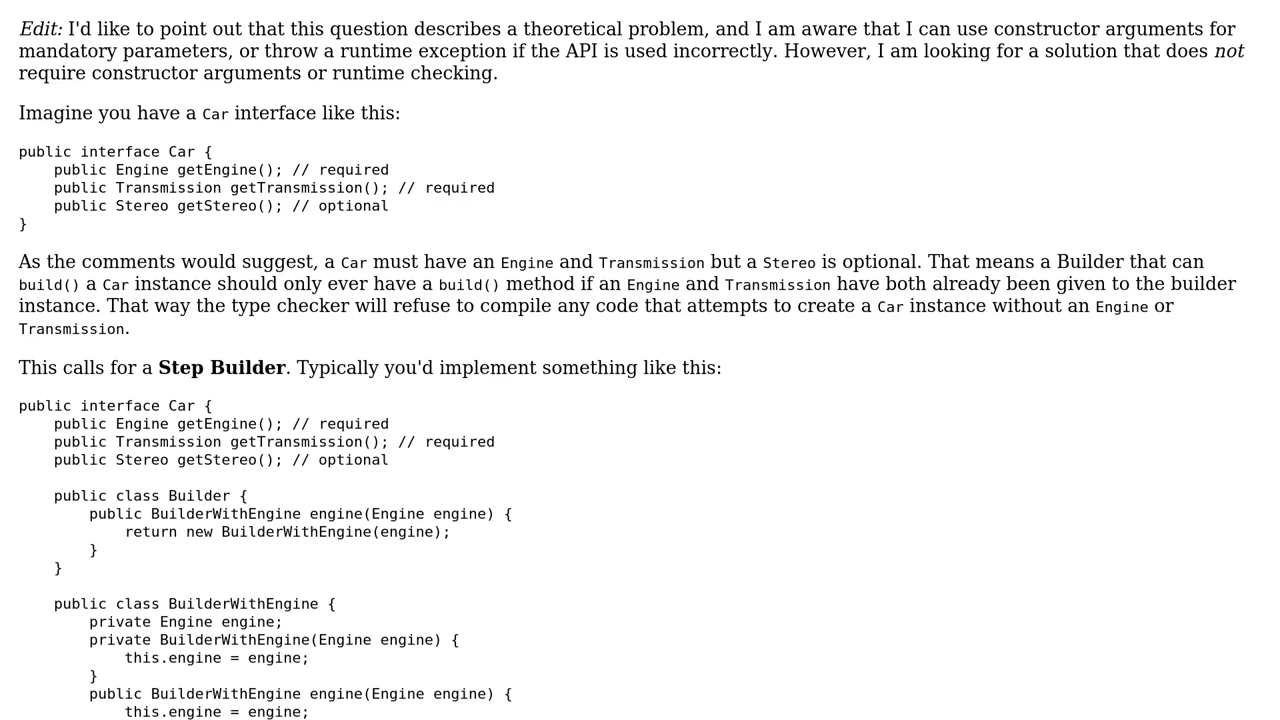 Edit: I'd like to point out that this question describes a theoretical problem, and I am aware that I can use constructor arguments for
mandatory parameters, or throw a runtime exception if the API is used incorrectly. However, I am looking for a solution that does not
require constructor arguments or runtime checking.
Imagine you have a Car interface like this:
public interface Car {
    public Engine getEngine(); // required
    public Transmission getTransmission(); // required
    public Stereo getStereo(); // optional
}
As the comments would suggest, a Car must have an Engine and Transmission but a Stereo is optional. That means a Builder that can
build() a Car instance should only ever have a build() method if an Engine and Transmission have both already been given to the builder
instance. That way the type checker will refuse to compile any code that attempts to create a Car instance without an Engine or
Transmission.
This calls for a Step Builder. Typically you'd implement something like this:
public interface Car {
    public Engine getEngine(); // required
    public Transmission getTransmission(); // required
    public Stereo getStereo(); // optional
    public class Builder {
        public BuilderWithEngine engine(Engine engine) {
            return new BuilderWithEngine(engine);
        }
    }
    public class BuilderWithEngine {
        private Engine engine;
        private BuilderWithEngine(Engine engine) {
            this.engine = engine;
        }
        public BuilderWithEngine engine(Engine engine) {
            this.engine = engine;